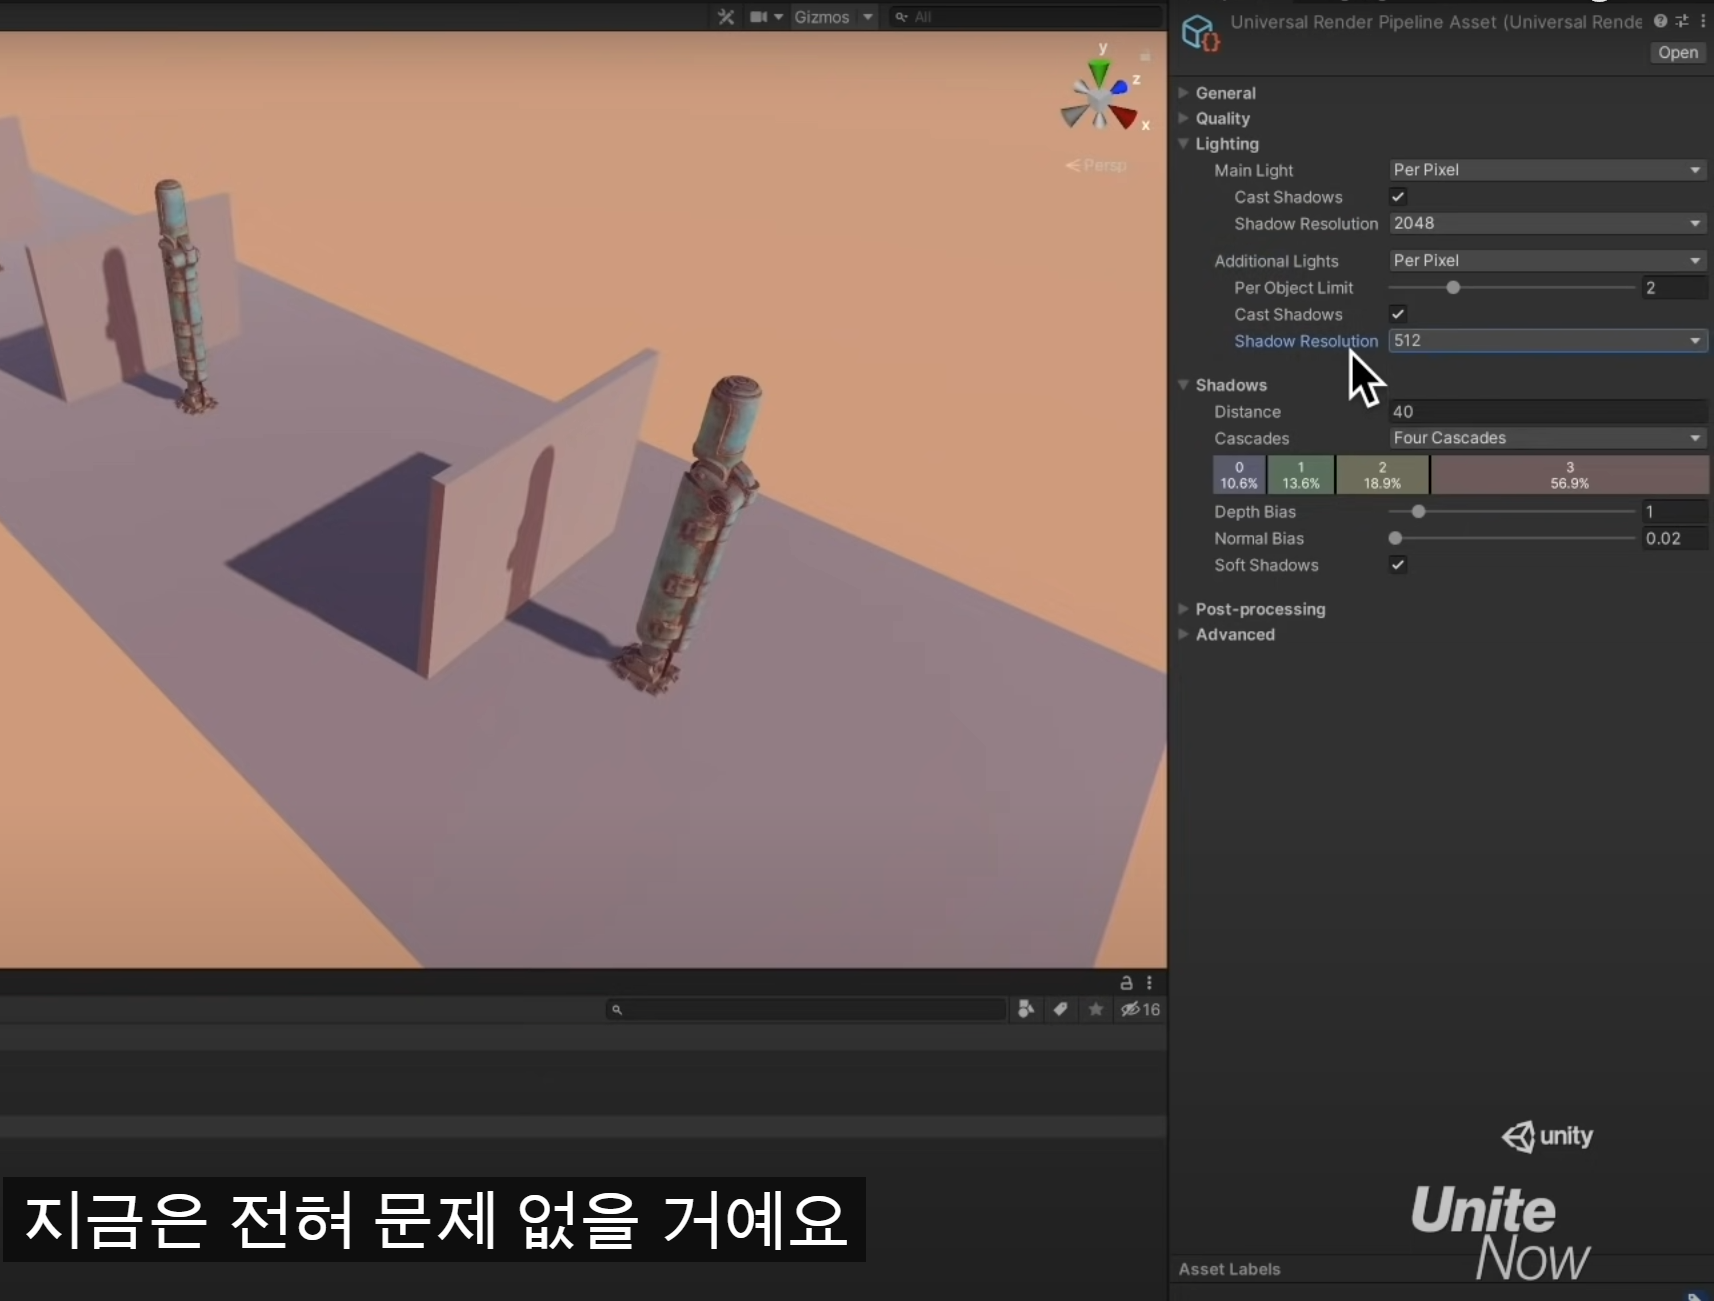 Gizmos
All
y
z
x
Persp
Universal Render Pipeline Asset (Universal Rende
Open
General
Quality
Lighting
Main Light Per Pixel
Cast Shadows
Shadow Resolution 2048
Additional Lights Per Pixel
Per Object Limit 2
Cast Shadows
Shadow Resolution 512
Shadows
Distance 40
Cascades Four Cascades
0 1 2 3
10.6% 13.6% 18.9% 56.9%
Depth Bias 1
Normal Bias 0.02
Soft Shadows
Post-processing
Advanced
16
unity
Unite
Now
지금은 전혀 문제 없을 거예요
Asset Labels